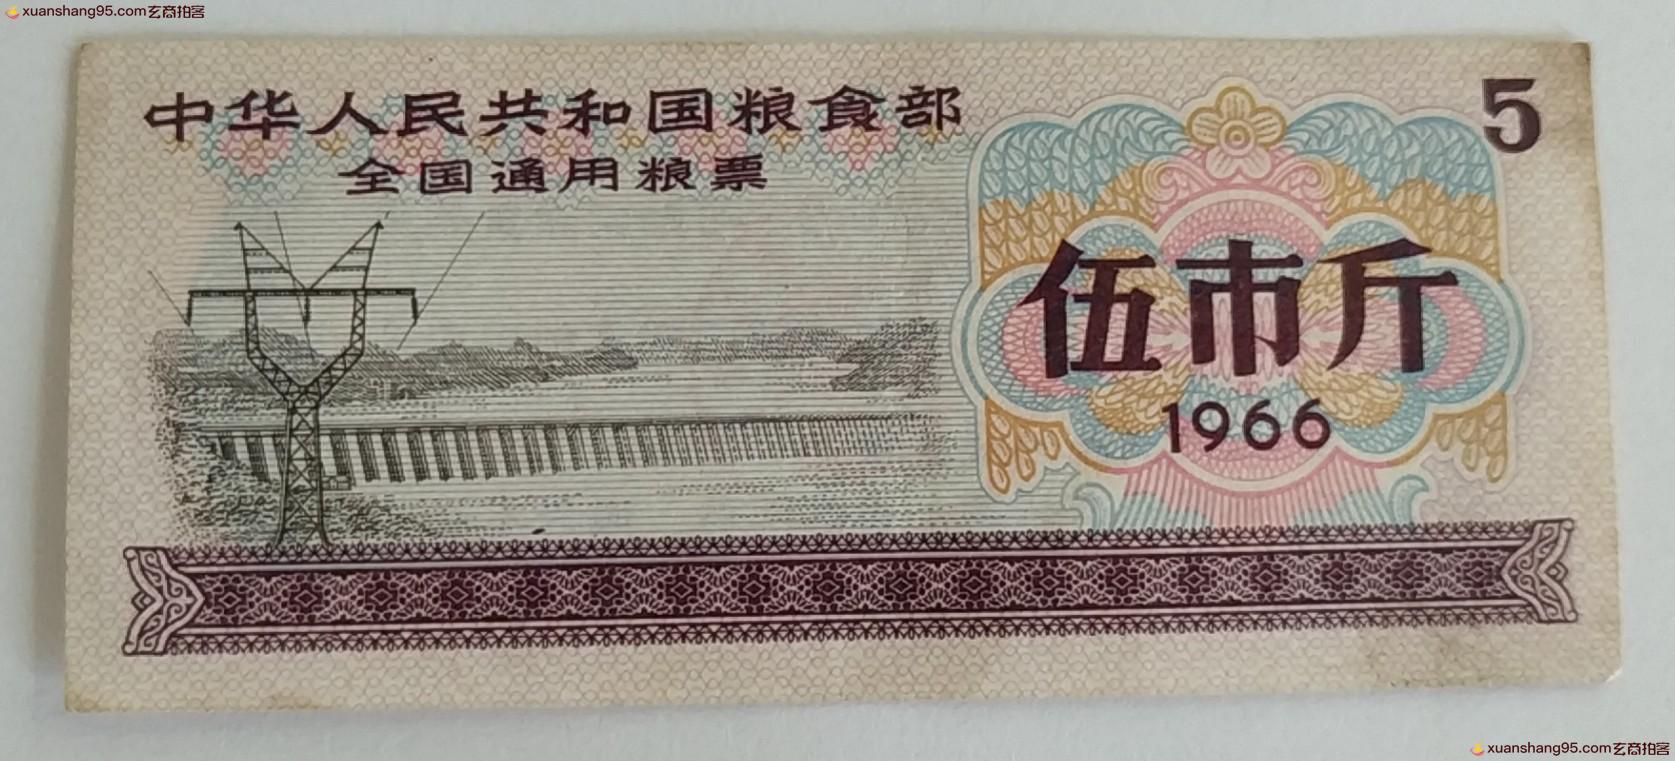 xuanshang95.com玄商拍客
中华人民共和国粮食部
全国通用粮票
5
伍市斤
1966
xuanshang95.com玄商拍客